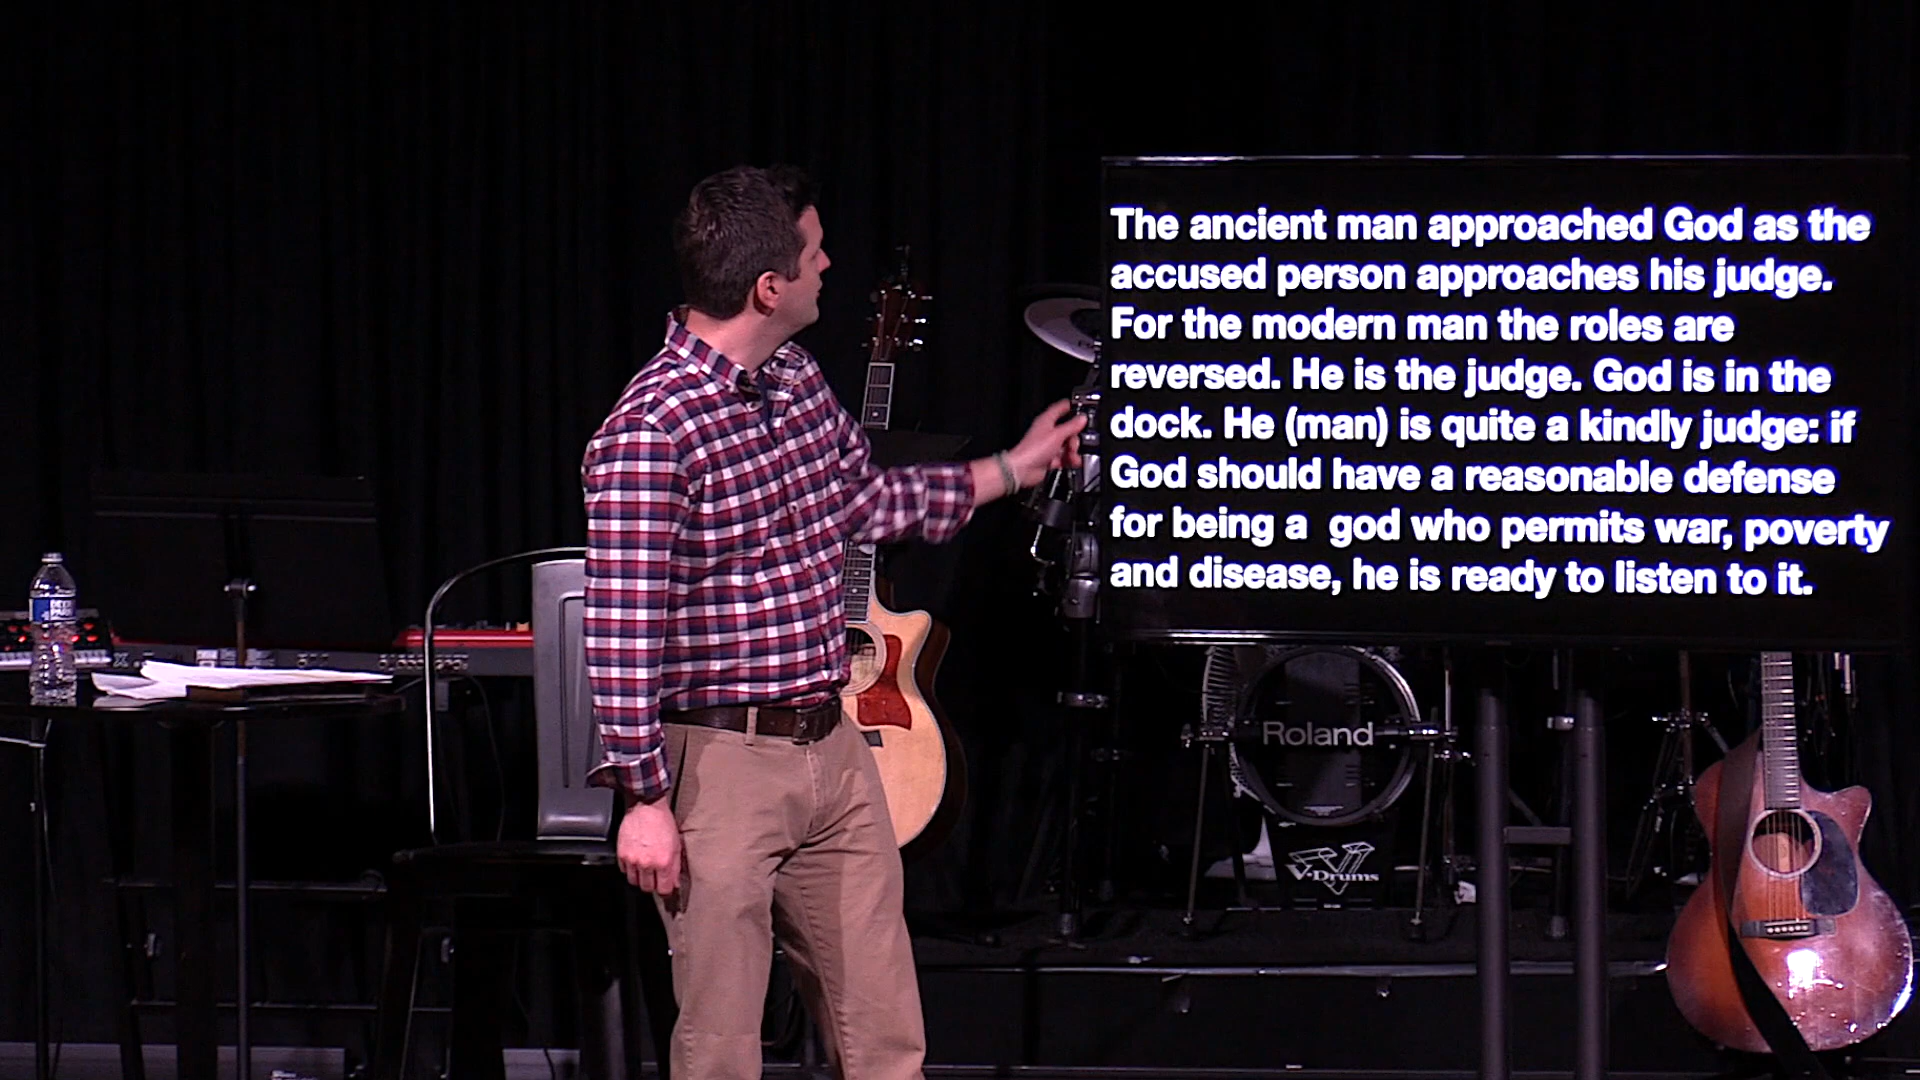 The ancient man approached God as the
accused person approaches his judge.
For the modern man the roles are
reversed. He is the judge. God is in the
dock. He (man) is quite a kindly judge: if
God should have a reasonable defense
for being a  god who permits war, poverty
and disease, he is ready to listen to it.
DEER
PARK
Roland
V-Drums